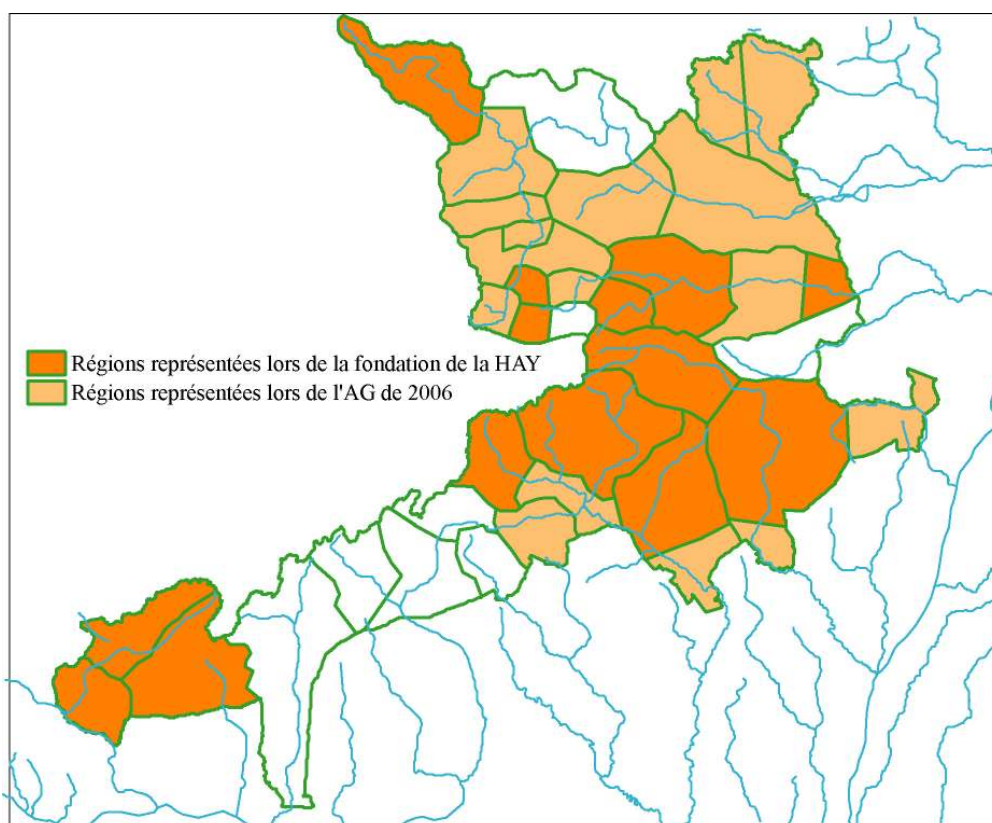 Régions représentées lors de la fondation de la HAY
Régions représentées lors de l'AG de 2006